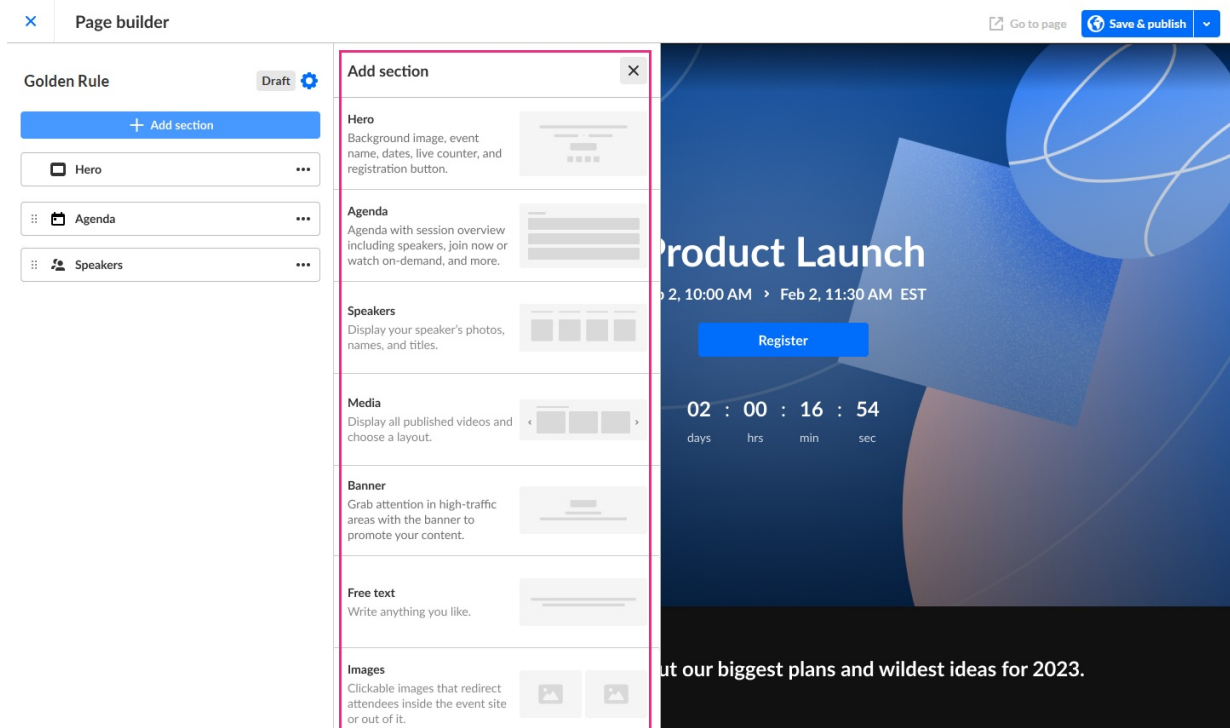 Page builder
Go to page
Save & publish
Golden Rule
Draft
Add section
Hero
Agenda
Speakers
Add section
Hero
Background image, event
name, dates, live counter, and
registration button.
Agenda
Agenda with session overview
including speakers, join now or
watch on-demand, and more.
Speakers
Display your speaker's photos,
names, and titles.
Media
Display all published videos and
choose a layout.
Banner
Grab attention in high-traffic
areas with the banner to
promote your content.
Free text
Write anything you like.
Images
Clickable images that redirect
attendees inside the event site
or out of it.
Product Launch
2, 10:00 AM > Feb 2, 11:30 AM EST
Register
02 : 00 : 16 : 54
days hrs min sec
ut our biggest plans and wildest ideas for 2023.